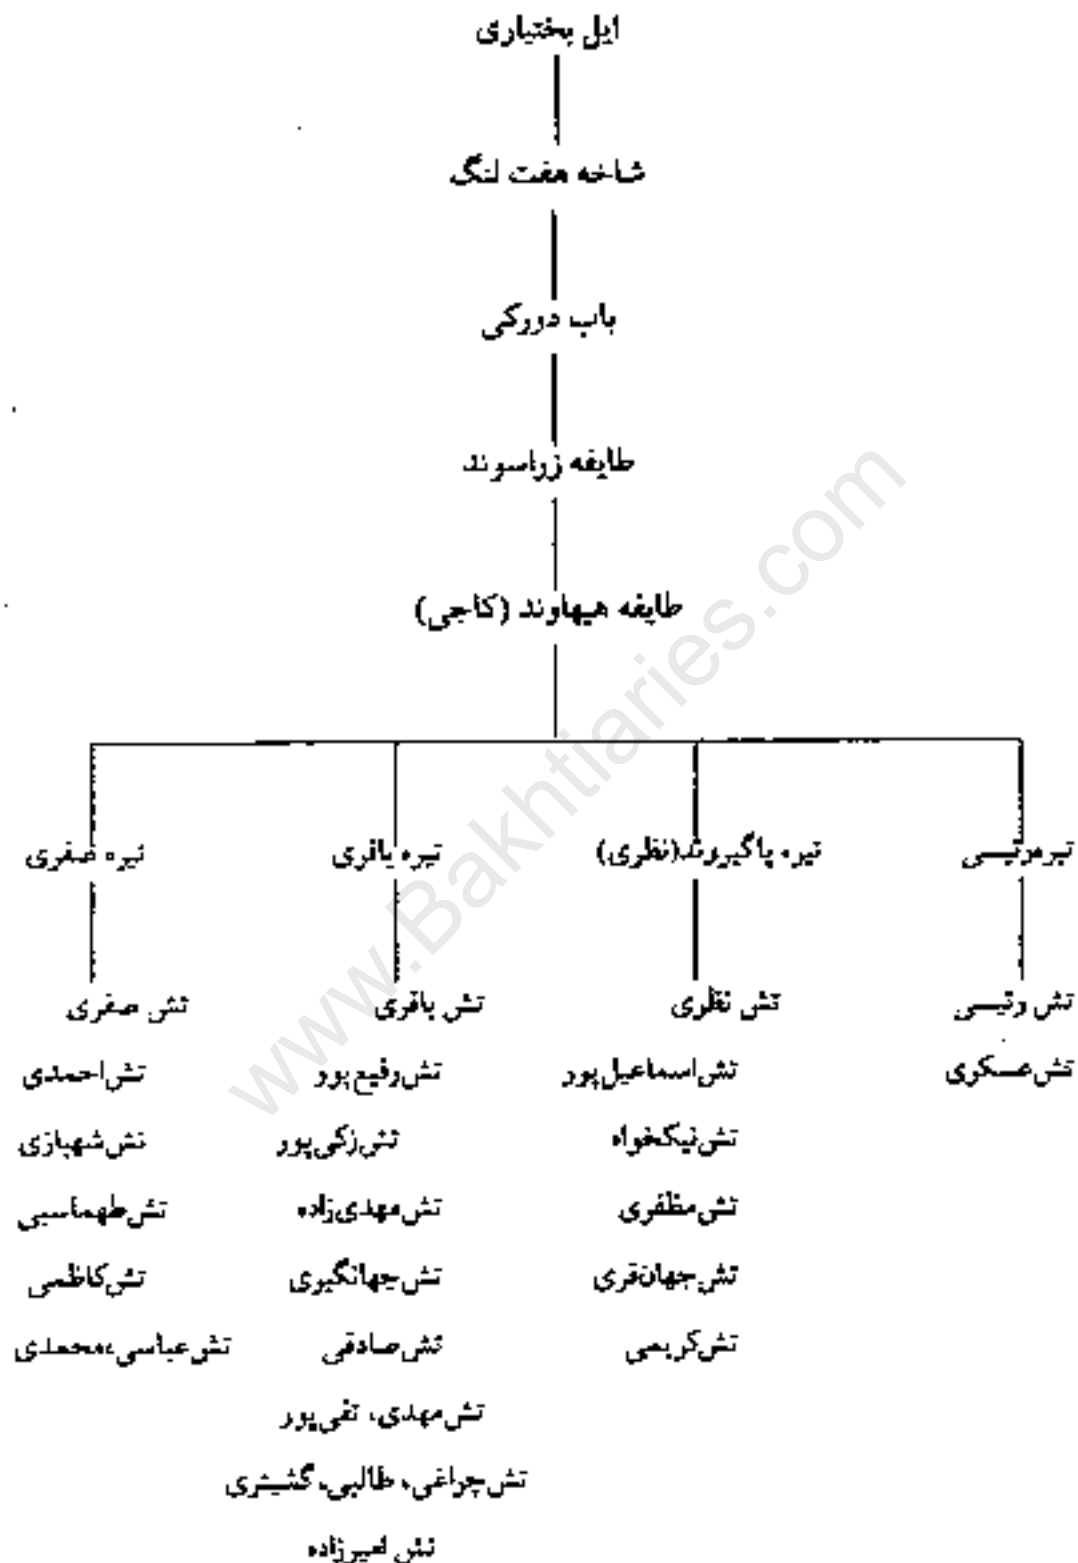 ایل بختیاری
شاخه هفت لنگ
باب دورکی
طایفه زراسوند
طایفه هیهاوند (کاجی)
تیره رئیسی
تیره پاگیروند(نظری)
تیره باقری
تیره صفری
تش رئیسی
تش نظری
تش باقری
تش صفری
تش عسکری
تش اسماعیل‌پور
تش رفیع‌پور
تش احمدی
تش نیکخواه
تش زکی‌پور
تش شهبازی
تش مظفری
تش مهدی‌زاده
تش طهماسبی
تش جهان‌قری
تش جهانگیری
تش کاظمی
تش کریمی
تش صادقی
تش عباسی، محمدی
تش مهدی، تقی‌پور
تش چراغی، طالبی، گشیری
تش امیرزاده
www.Bakhtiaries.com